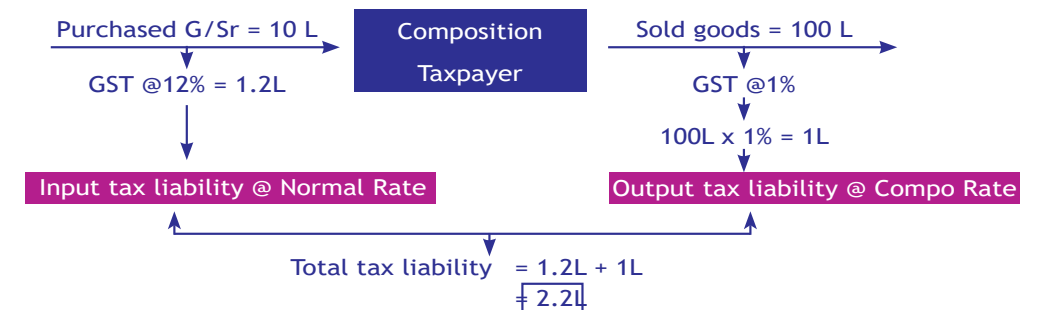 Purchased G/Sr = 10 L
GST @12% = 1.2L
Input tax liability @ Normal Rate
Composition
Taxpayer
Sold goods = 100 L
GST @1%
100L x 1% = 1L
Output tax liability @ Compo Rate
Total tax liability = 1.2L + 1L
= 2.2L